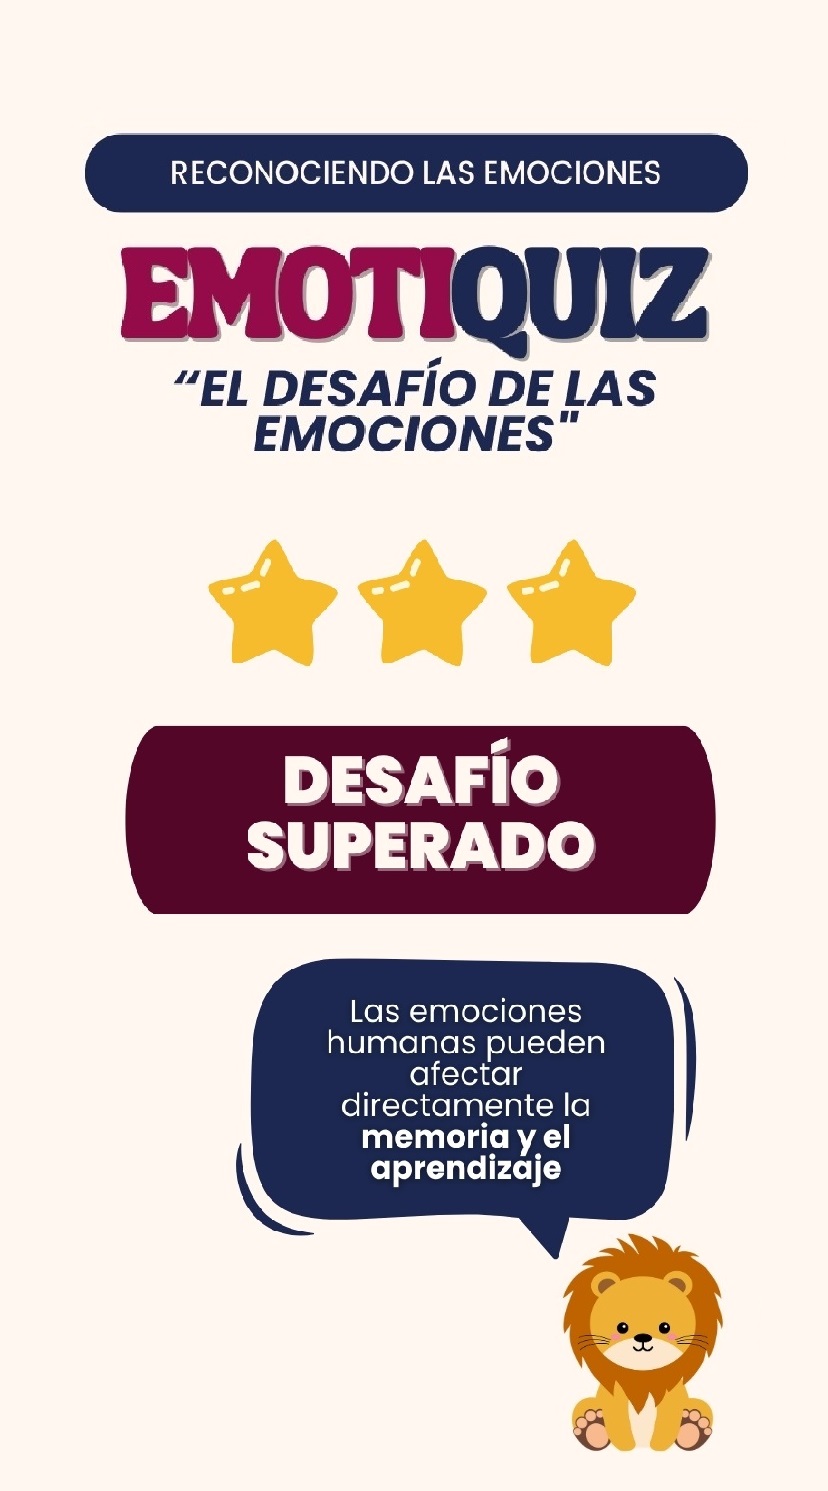 RECONOCIENDO LAS EMOCIONES
EMOTIQUIZ
“EL DESAFÍO DE LAS
EMOCIONES"
DESAFÍO
SUPERADO
Las emociones
humanas pueden
afectar
directamente la
memoria y el
aprendizaje